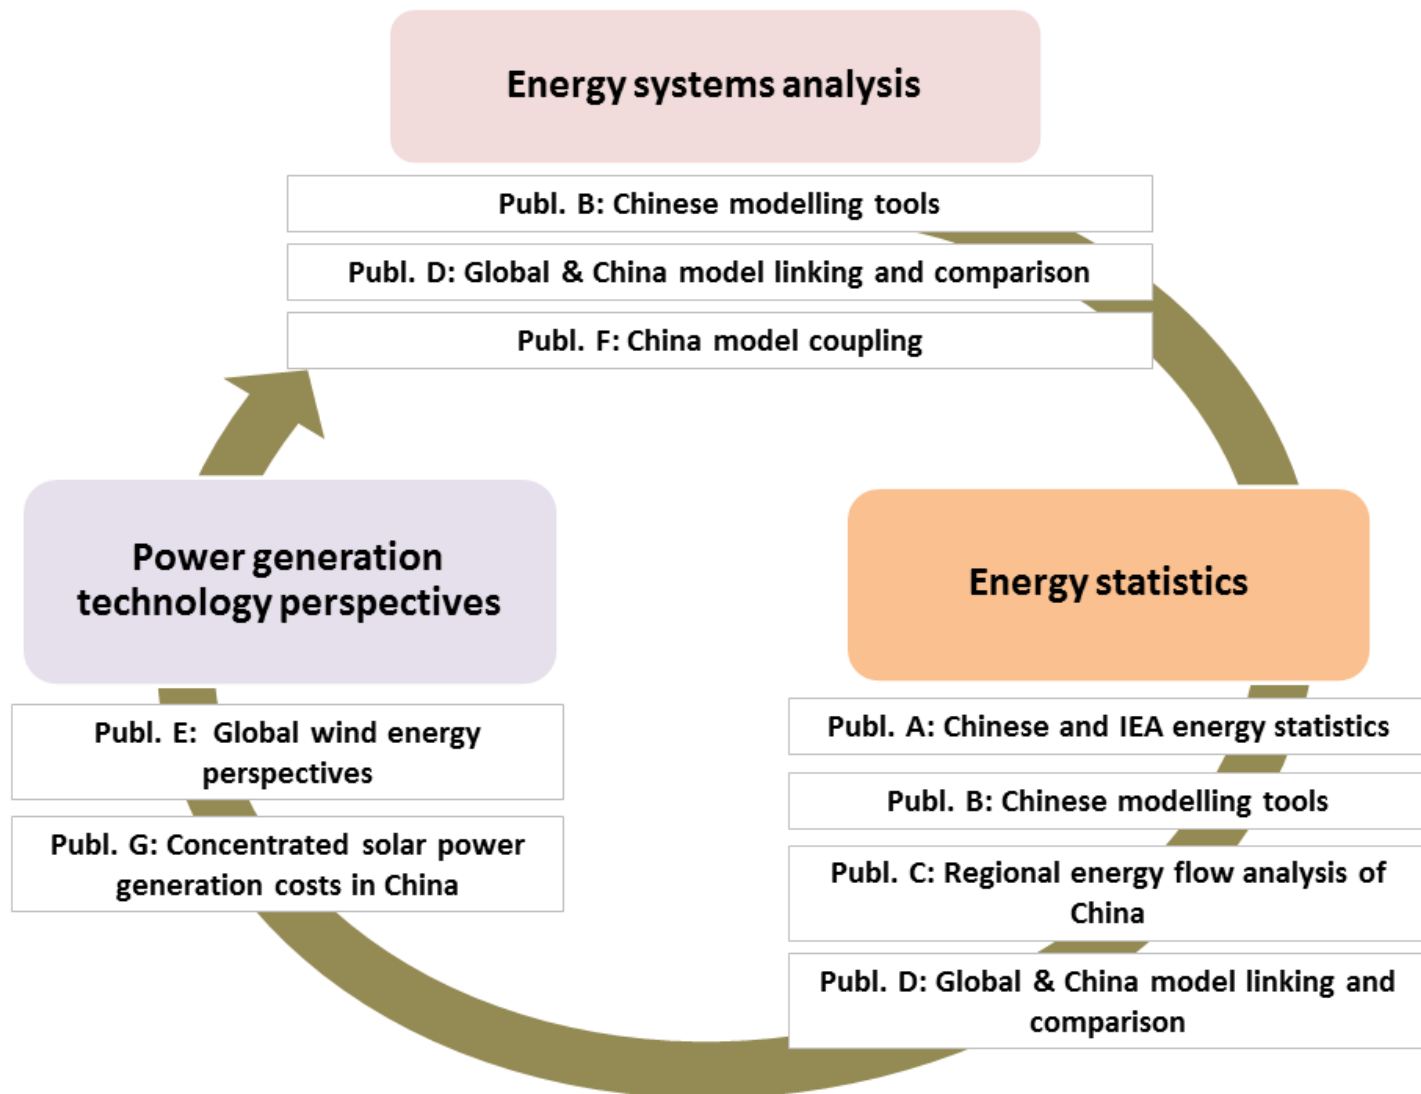 Energy systems analysis
Publ. B: Chinese modelling tools
Publ. D: Global & China model linking and comparison
Publ. F: China model coupling
Power generation
technology perspectives
Publ. E:  Global wind energy
perspectives
Publ. G: Concentrated solar power
generation costs in China
Energy statistics
Publ. A: Chinese and IEA energy statistics
Publ. B: Chinese modelling tools
Publ. C: Regional energy flow analysis of
China
Publ. D: Global & China model linking and
comparison